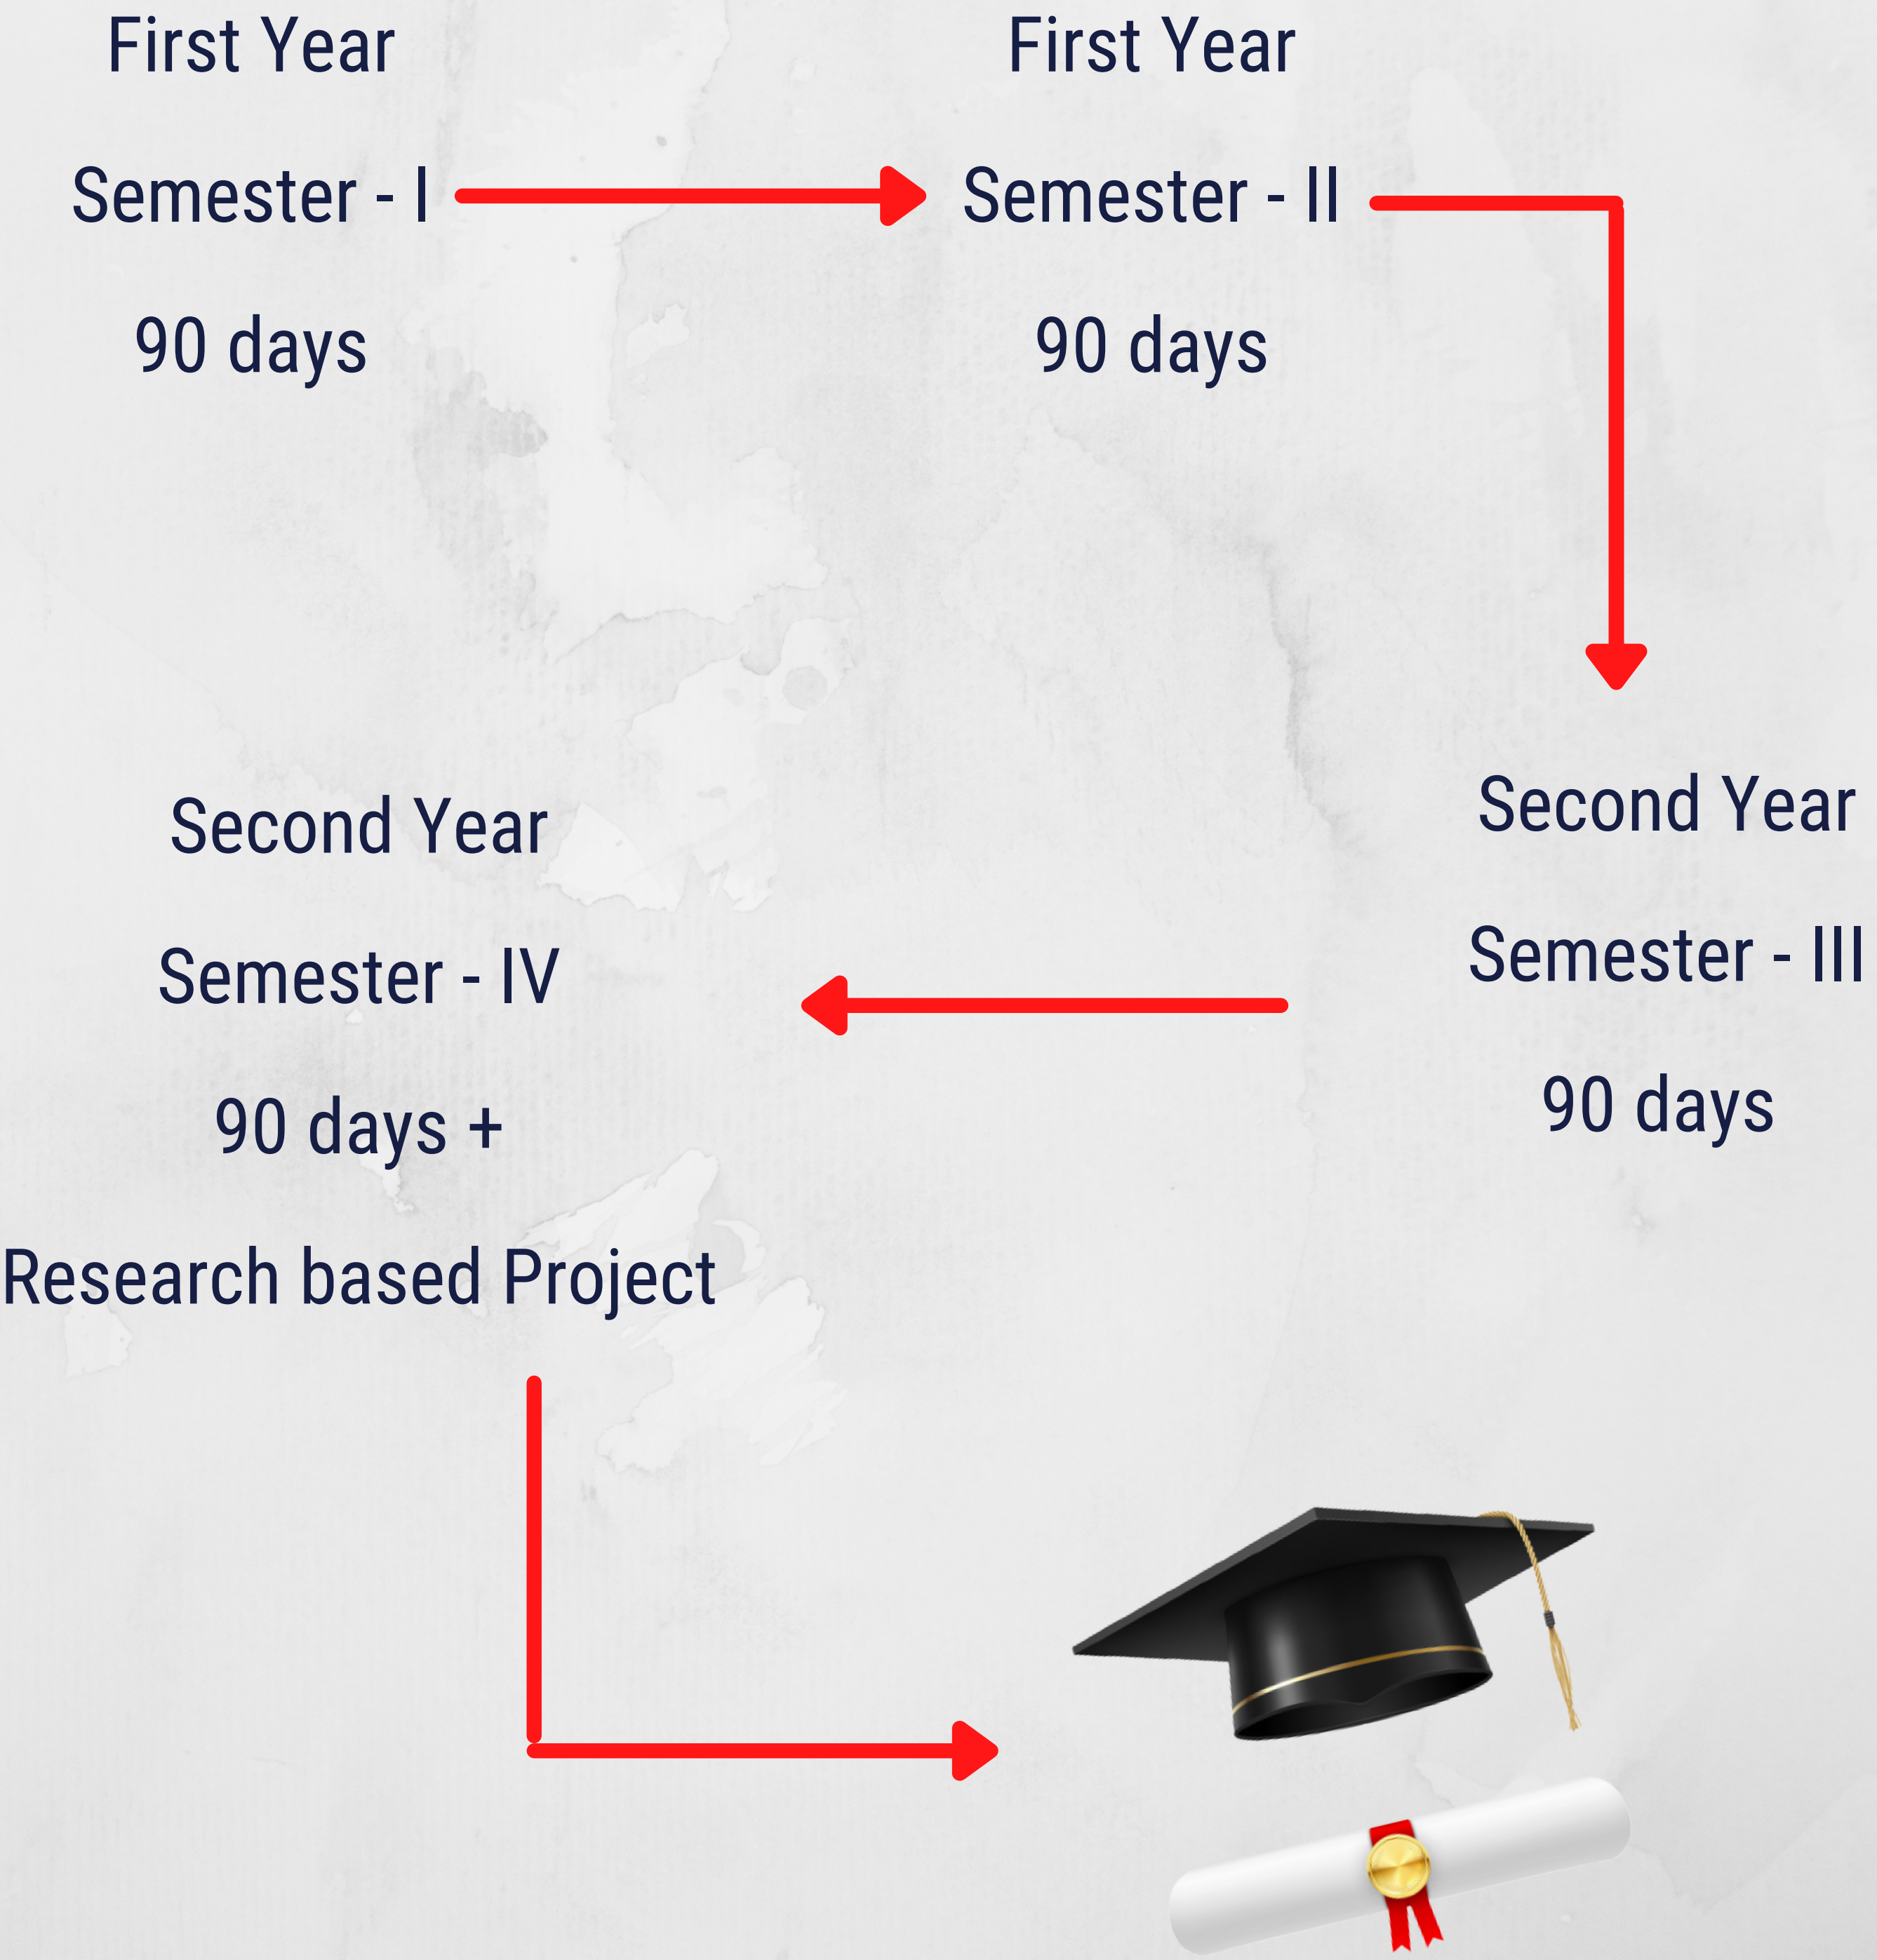 First Year
Semester - I
90 days
First Year
Semester - II
90 days
Second Year
Semester - III
90 days
Second Year
Semester - IV
90 days +
Research based Project